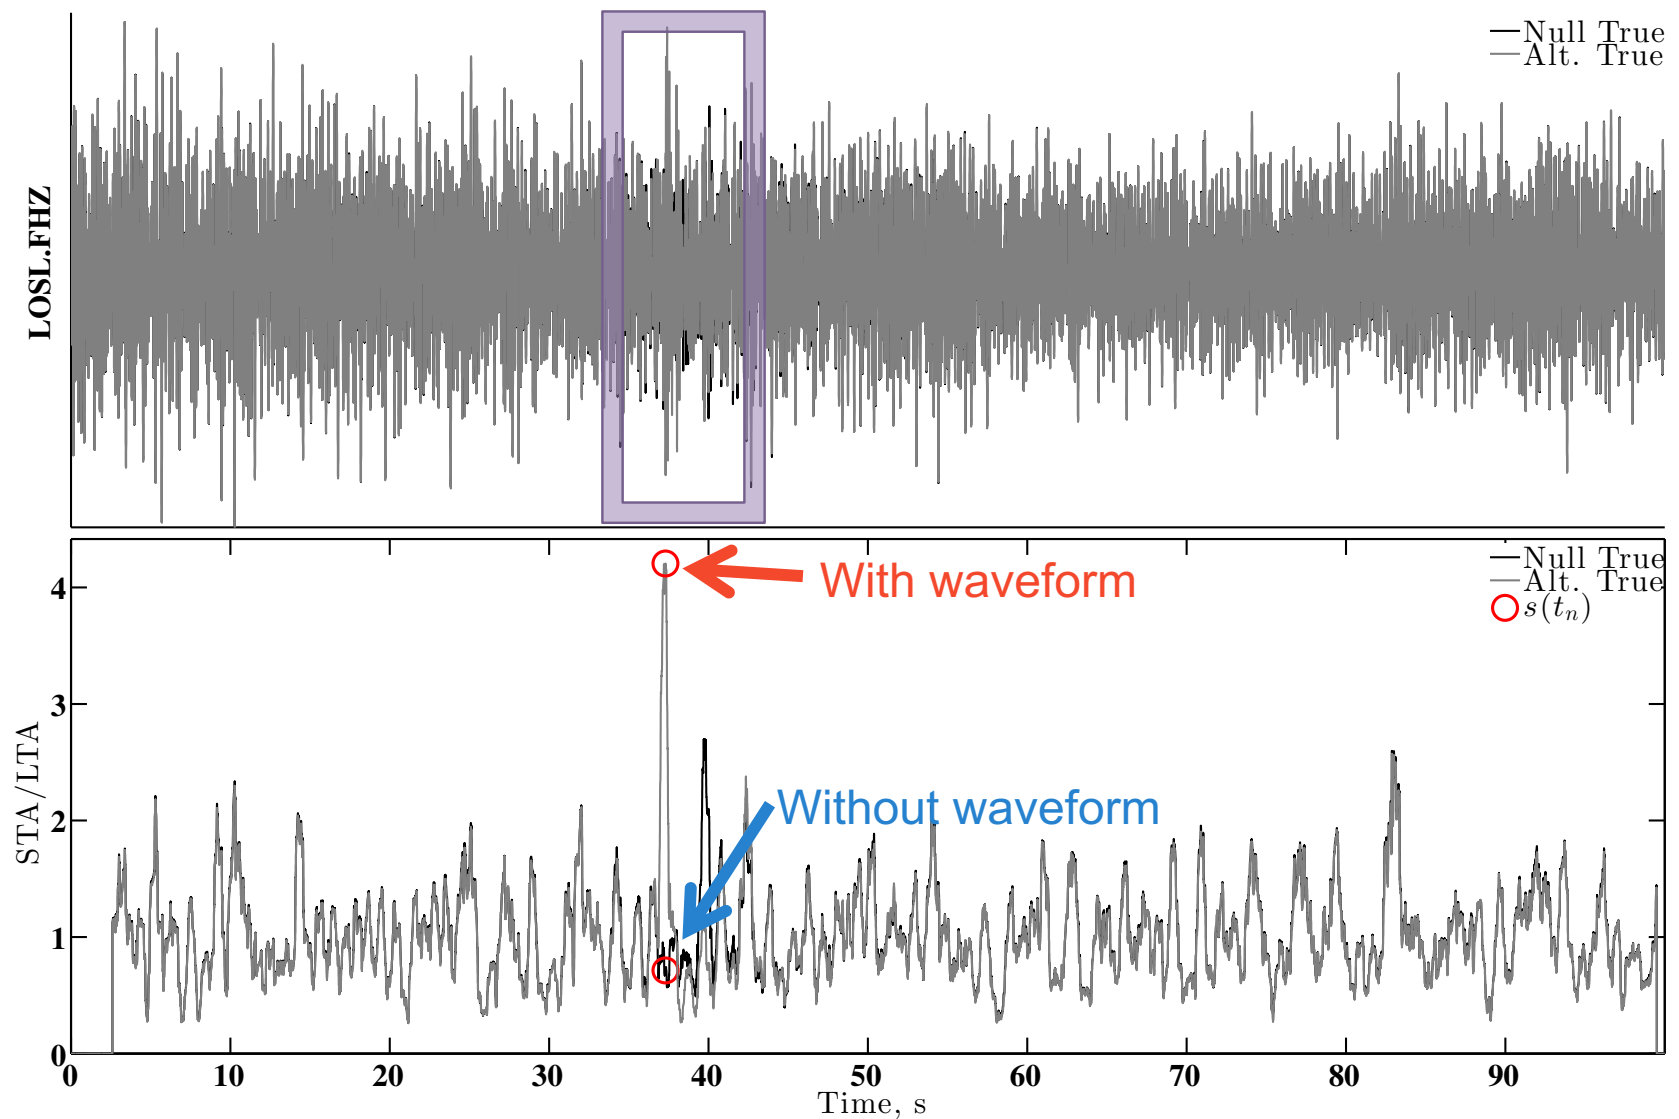 Null True
Alt. True
LOSL.FHZ
Null True
Alt. True
s(t_n)
With waveform
Without waveform
STA/LTA
4
3
2
1
0
0 10 20 30 40 50 60 70 80 90
Time, s